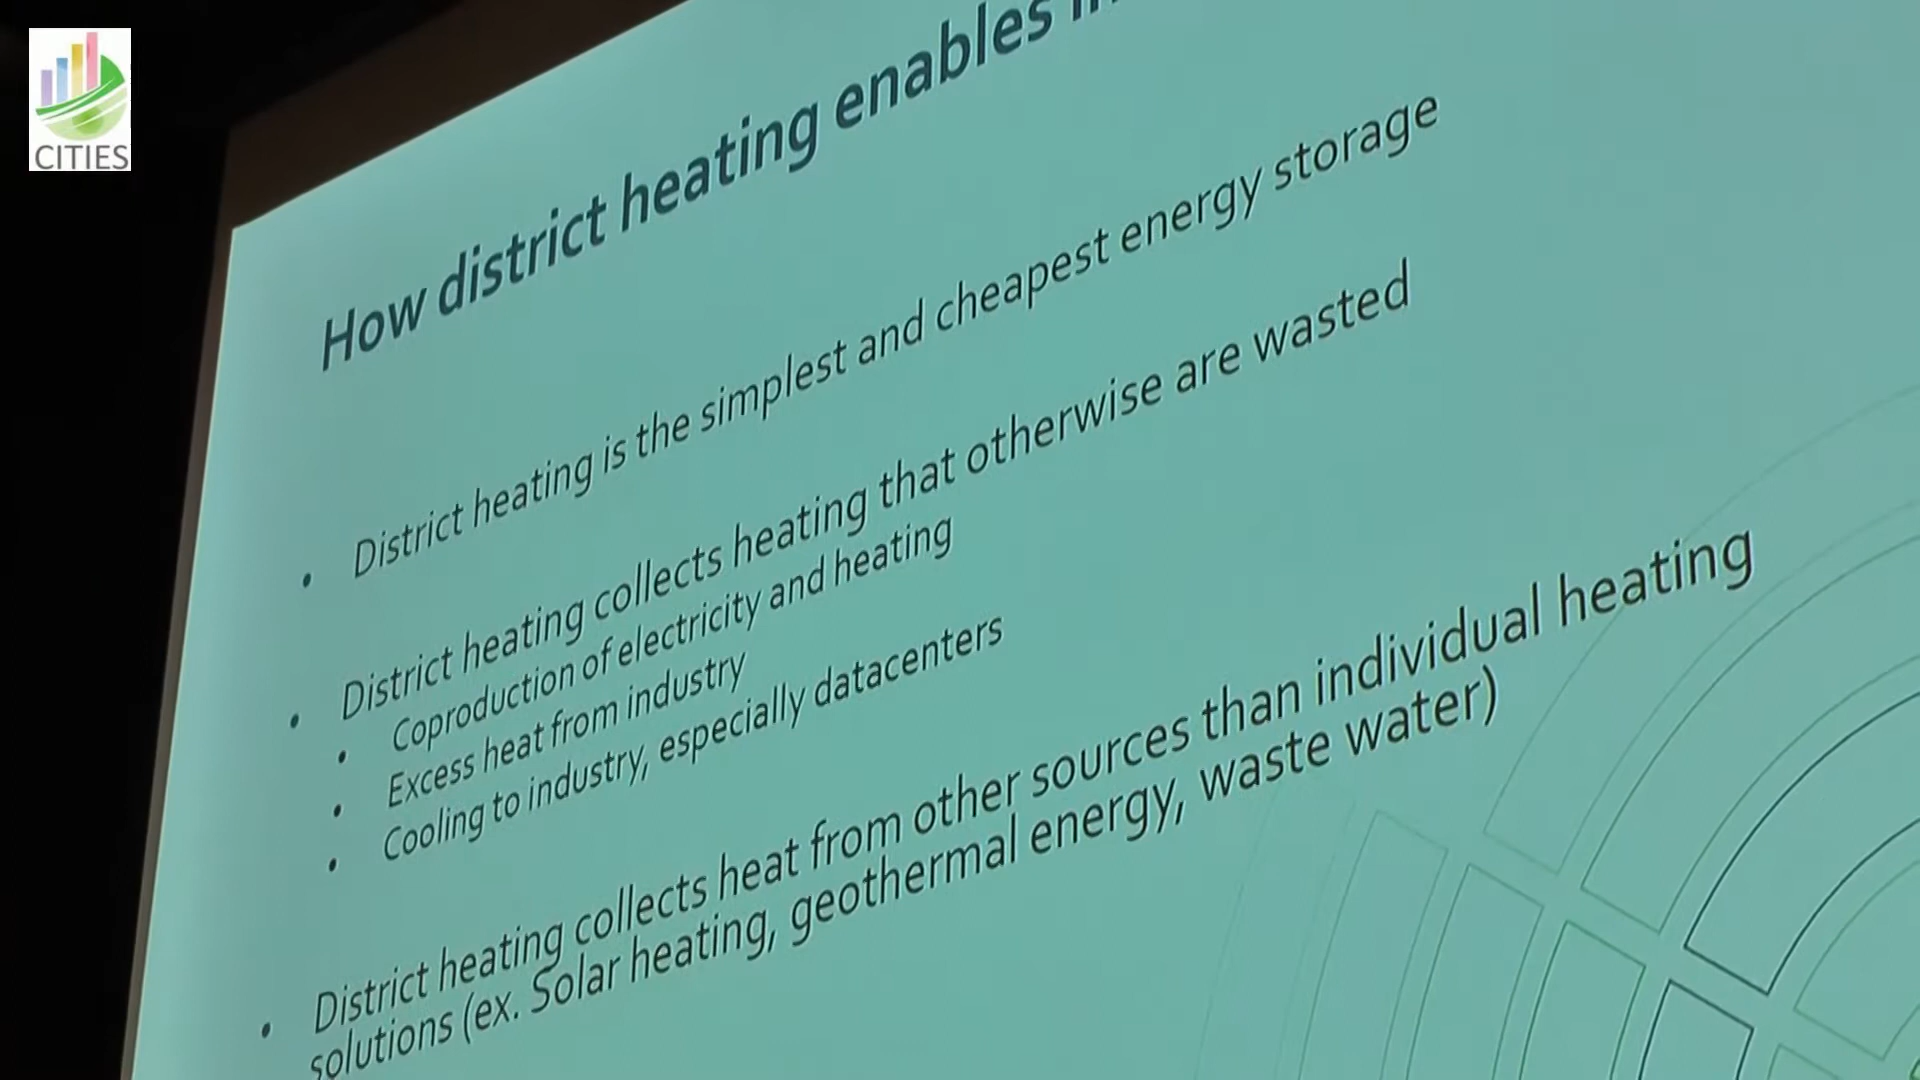 CITIES
How district heating enables
• District heating is the simplest and cheapest energy storage
• District heating collects heating that otherwise are wasted
• Coproduction of electricity and heating
• Excess heat from industry
• Cooling to industry, especially datacenters
• District heating collects heat from other sources than individual heating
solutions (ex. Solar heating, geothermal energy, waste water)